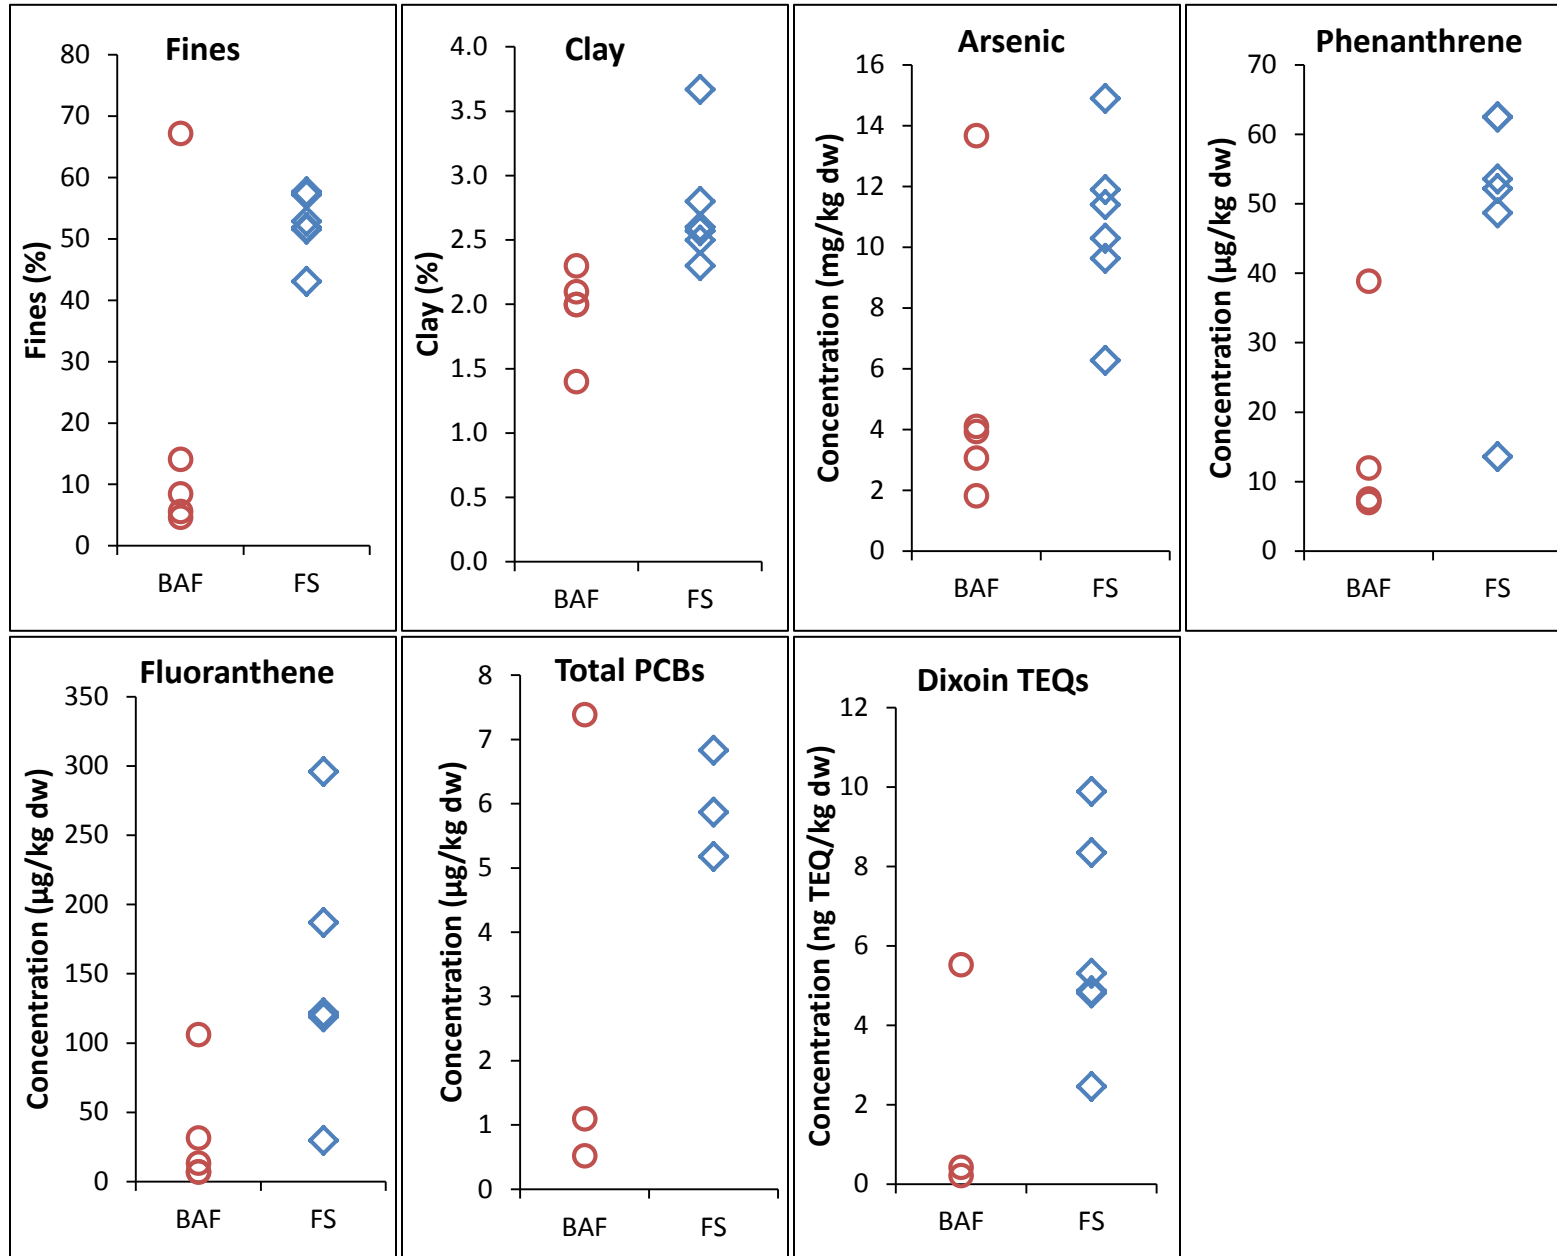 Fines
Fines (%)
80
70
60
50
40
30
20
10
0
BAF FS
Clay
Clay (%)
4.0
3.5
3.0
2.5
2.0
1.5
1.0
0.5
0.0
BAF FS
Arsenic
Concentration (mg/kg dw)
16
14
12
10
8
6
4
2
0
BAF FS
Phenanthrene
Concentration (µg/kg dw)
70
60
50
40
30
20
10
0
BAF FS
Fluoranthene
Concentration (µg/kg dw)
350
300
250
200
150
100
50
0
BAF FS
Total PCBs
Concentration (µg/kg dw)
8
7
6
5
4
3
2
1
0
BAF FS
Dixoin TEQs
Concentration (ng TEQ/kg dw)
12
10
8
6
4
2
0
BAF FS